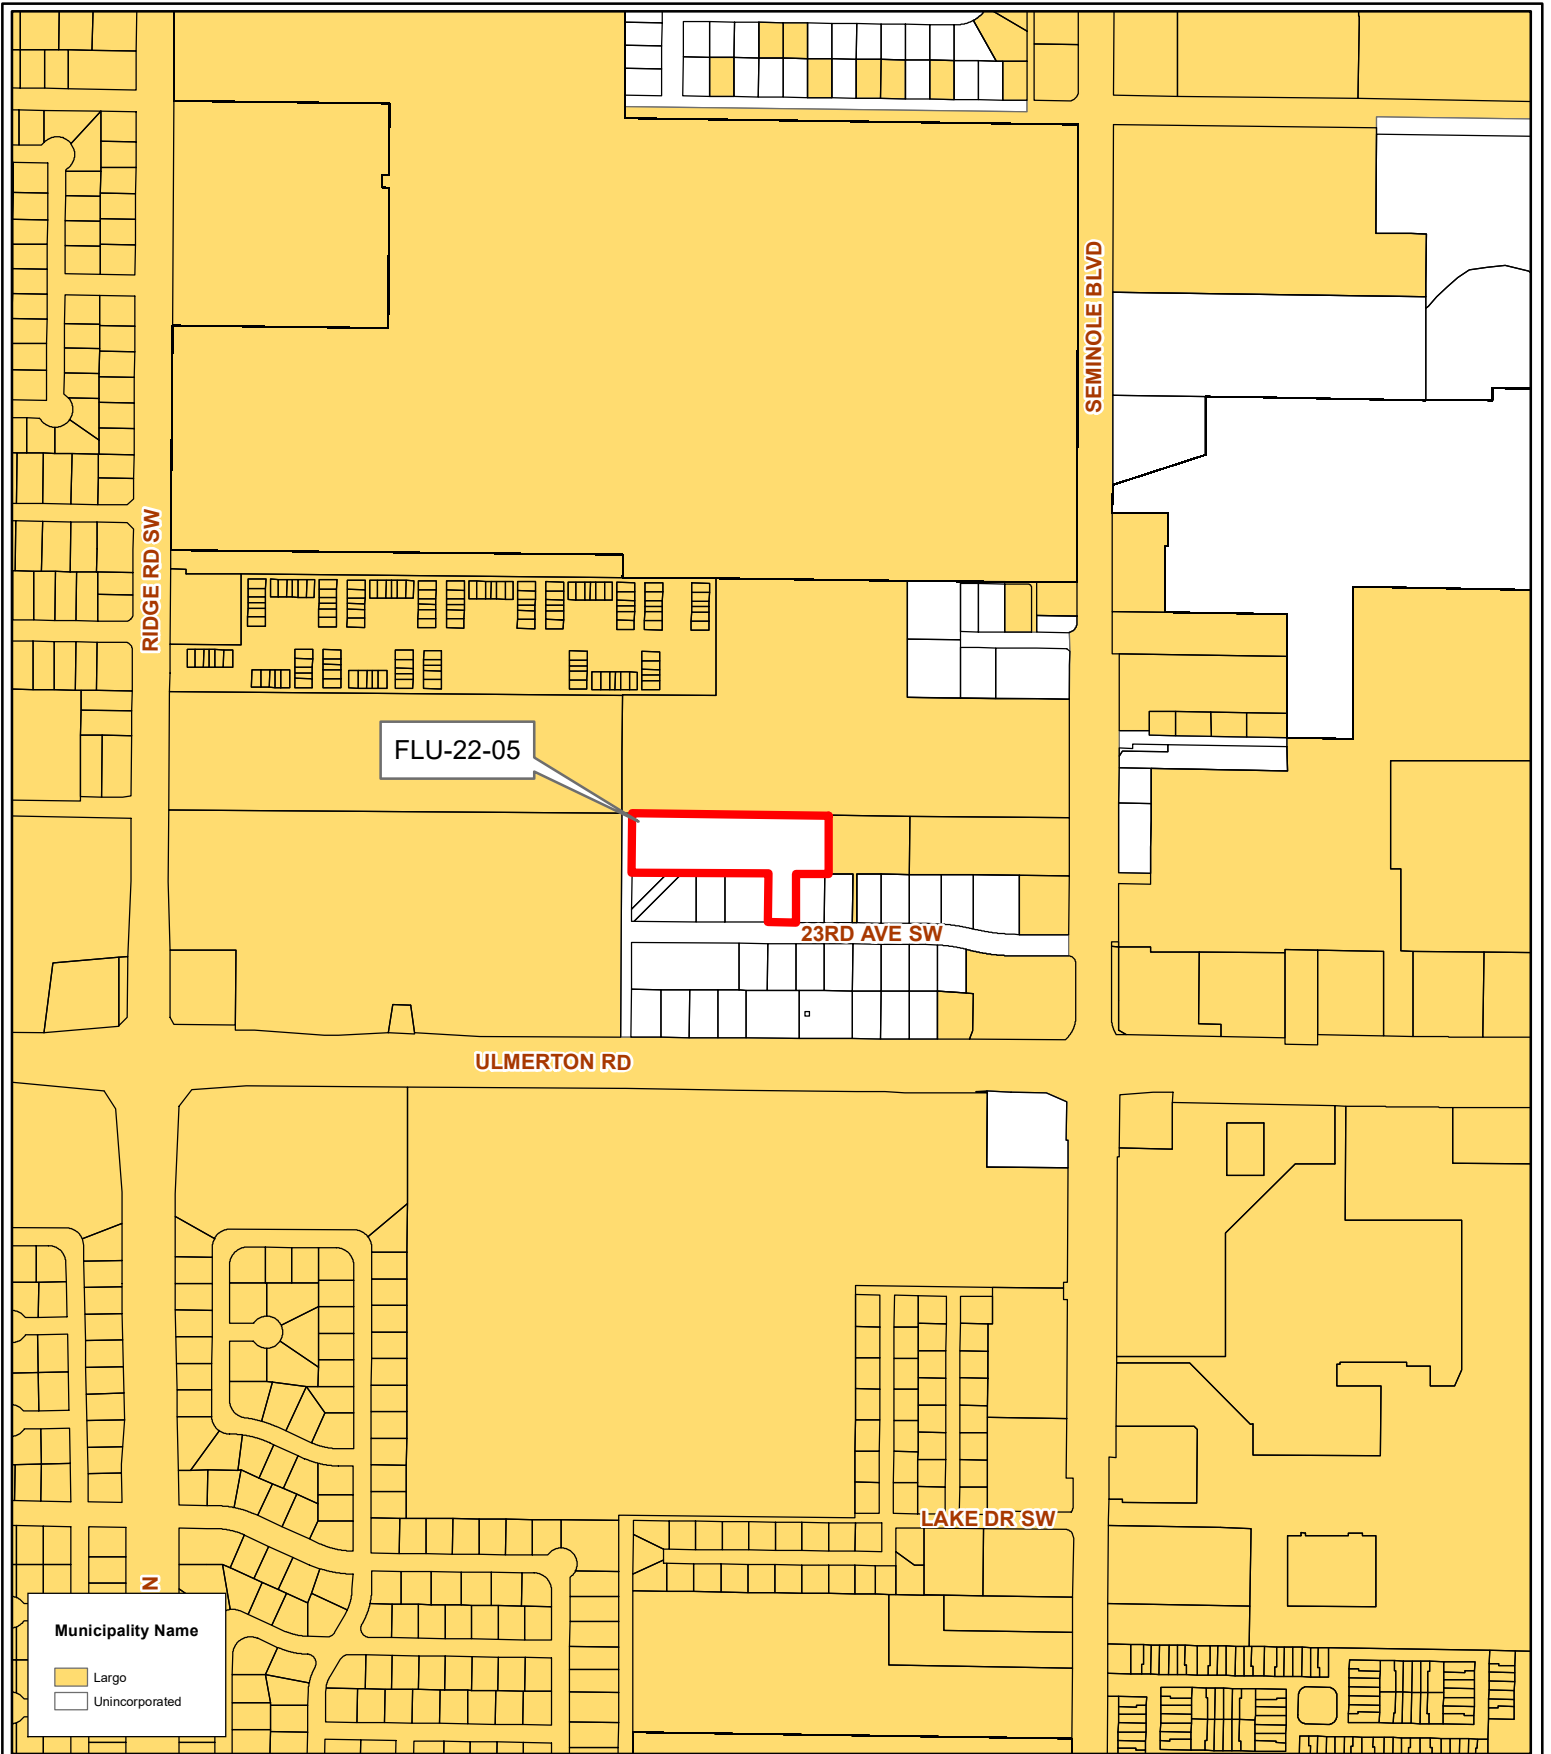 SEMINOLE BLVD
RIDGE RD SW
FLU-22-05
23RD AVE SW
ULMERTON RD
LAKE DR SW
N
Municipality Name
Largo
Unincorporated